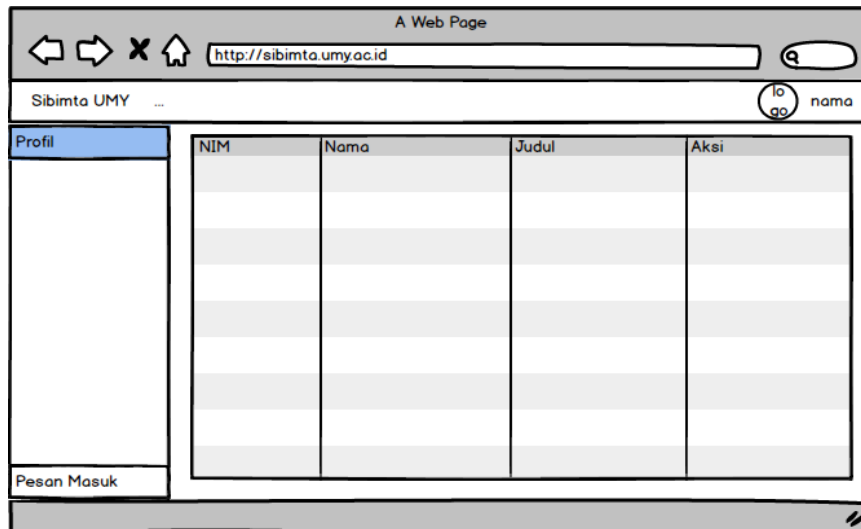 A Web Page
http://sibimta.umy.ac.id
Sibimta UMY ... lo go nama
Profil
NIM Nama Judul Aksi
Pesan Masuk